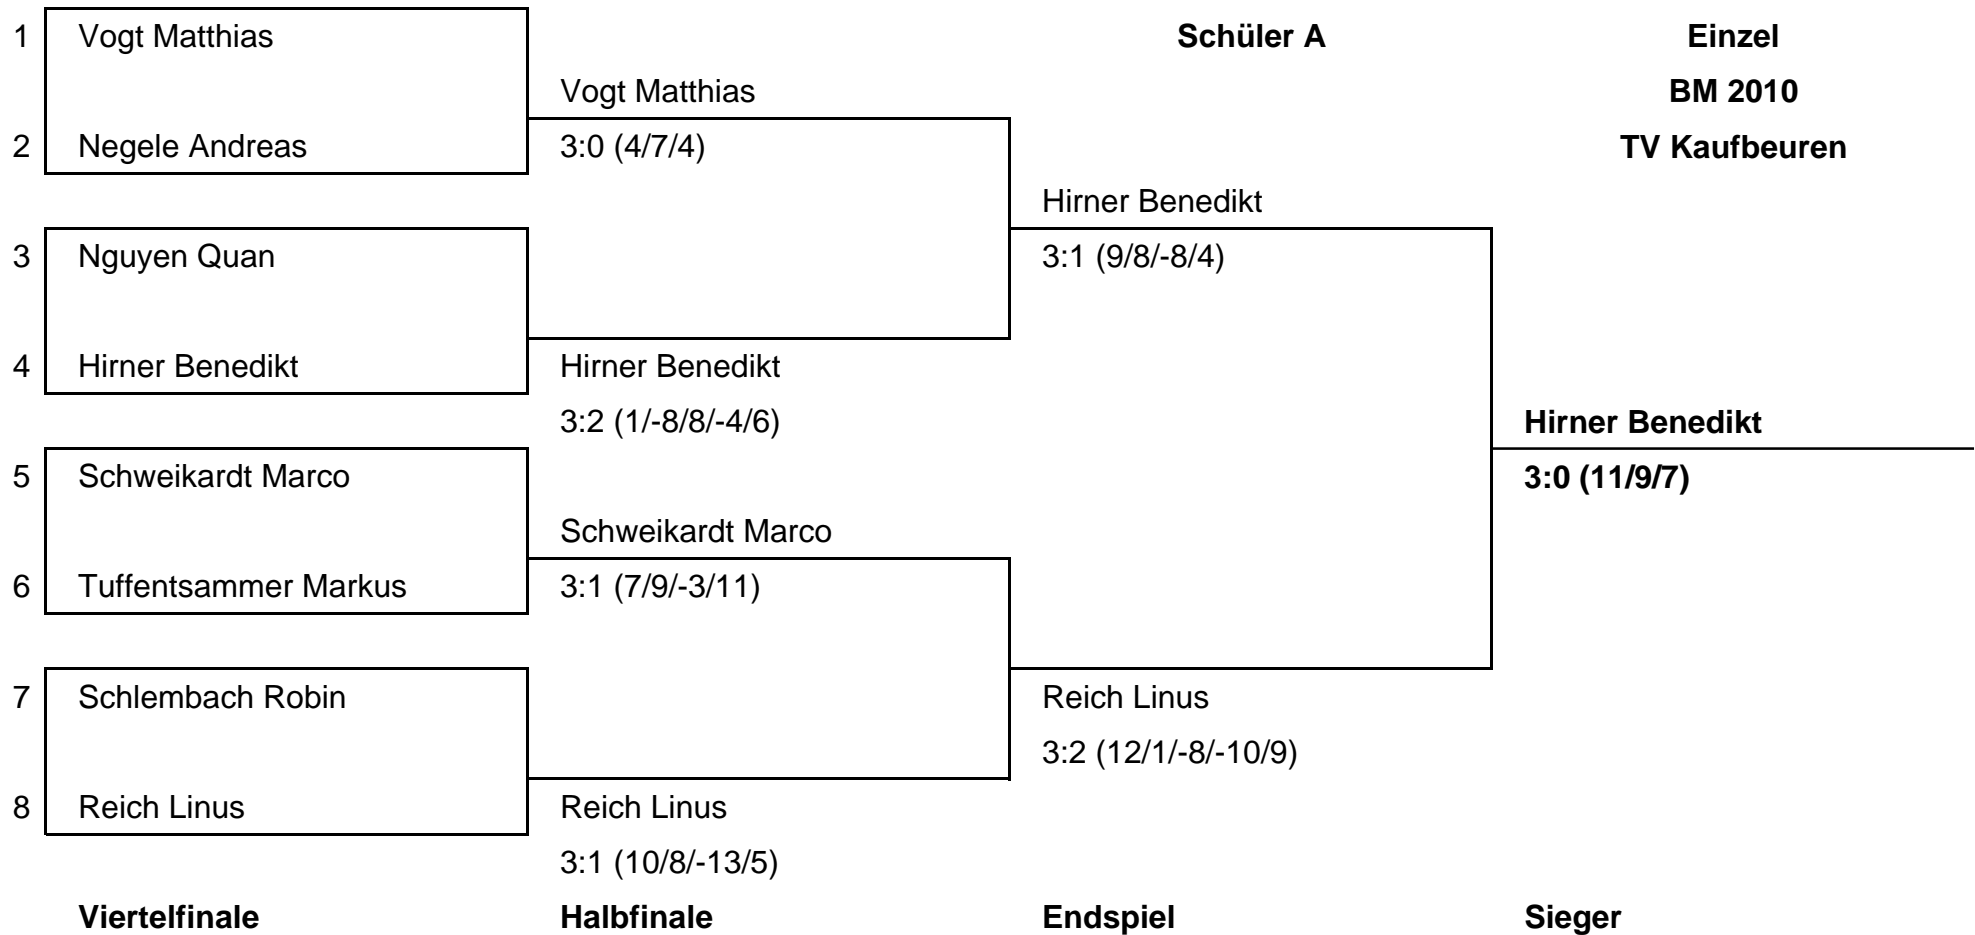 1 Vogt Matthias Schüler A Einzel
Vogt Matthias BM 2010
2 Negele Andreas 3:0 (4/7/4) TV Kaufbeuren
Hirner Benedikt
3 Nguyen Quan 3:1 (9/8/-8/4)
4 Hirner Benedikt Hirner Benedikt
3:2 (1/-8/8/-4/6) Hirner Benedikt
5 Schweikardt Marco 3:0 (11/9/7)
Schweikardt Marco
6 Tuffentsammer Markus 3:1 (7/9/-3/11)
7 Schlembach Robin Reich Linus
3:2 (12/1/-8/-10/9)
8 Reich Linus Reich Linus
3:1 (10/8/-13/5)
Viertelfinale Halbfinale Endspiel Sieger